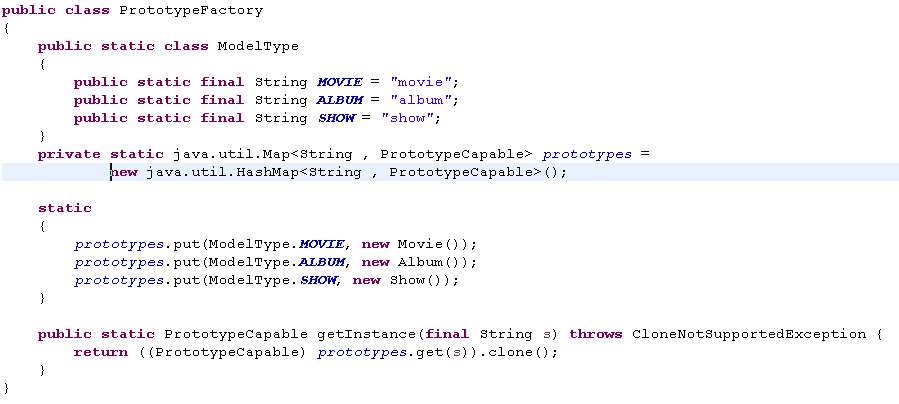 public class PrototypeFactory
{
    public static class ModelType
    {
        public static final String MOVIE = "movie";
        public static final String ALBUM = "album";
        public static final String SHOW = "show";
    }
    private static java.util.Map<String , PrototypeCapable> prototypes =
            new java.util.HashMap<String , PrototypeCapable>();

    static
    {
        prototypes.put(ModelType.MOVIE, new Movie());
        prototypes.put(ModelType.ALBUM, new Album());
        prototypes.put(ModelType.SHOW, new Show());
    }

    public static PrototypeCapable getInstance(final String s) throws CloneNotSupportedException {
        return ((PrototypeCapable) prototypes.get(s)).clone();
    }
}